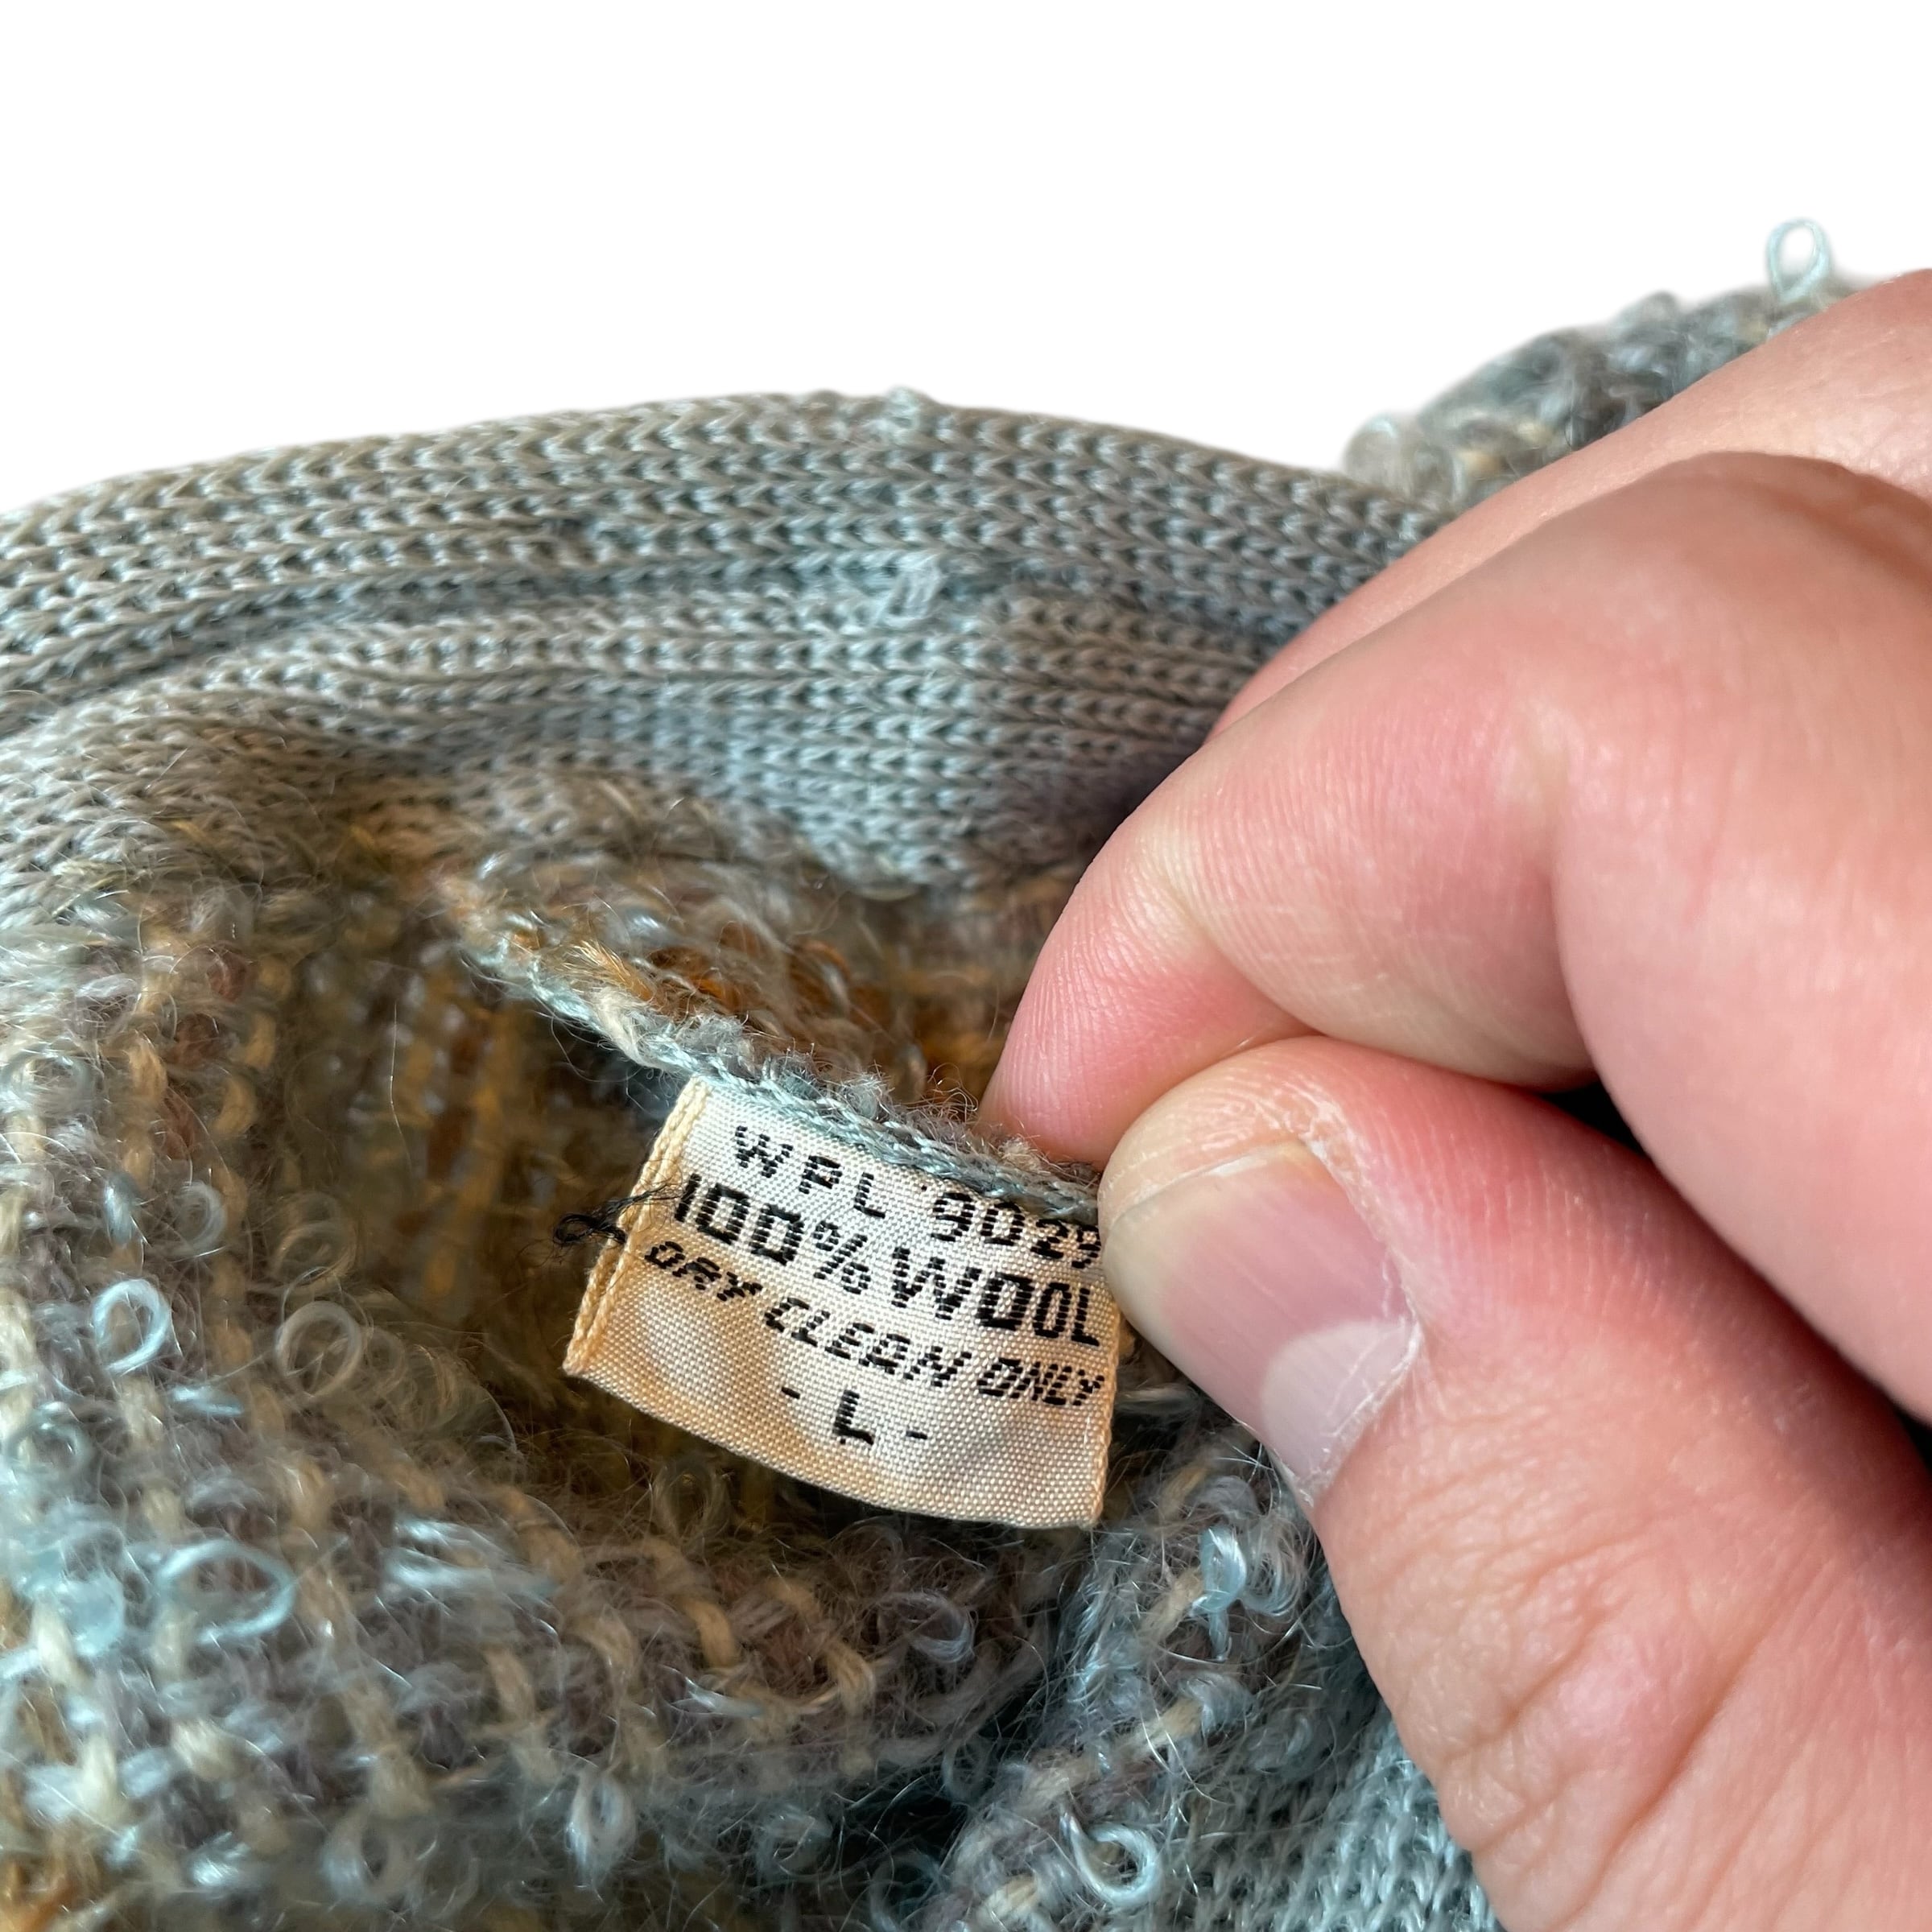 WPL 9029
100% WOOL
DRY CLEAN ONLY
- L -